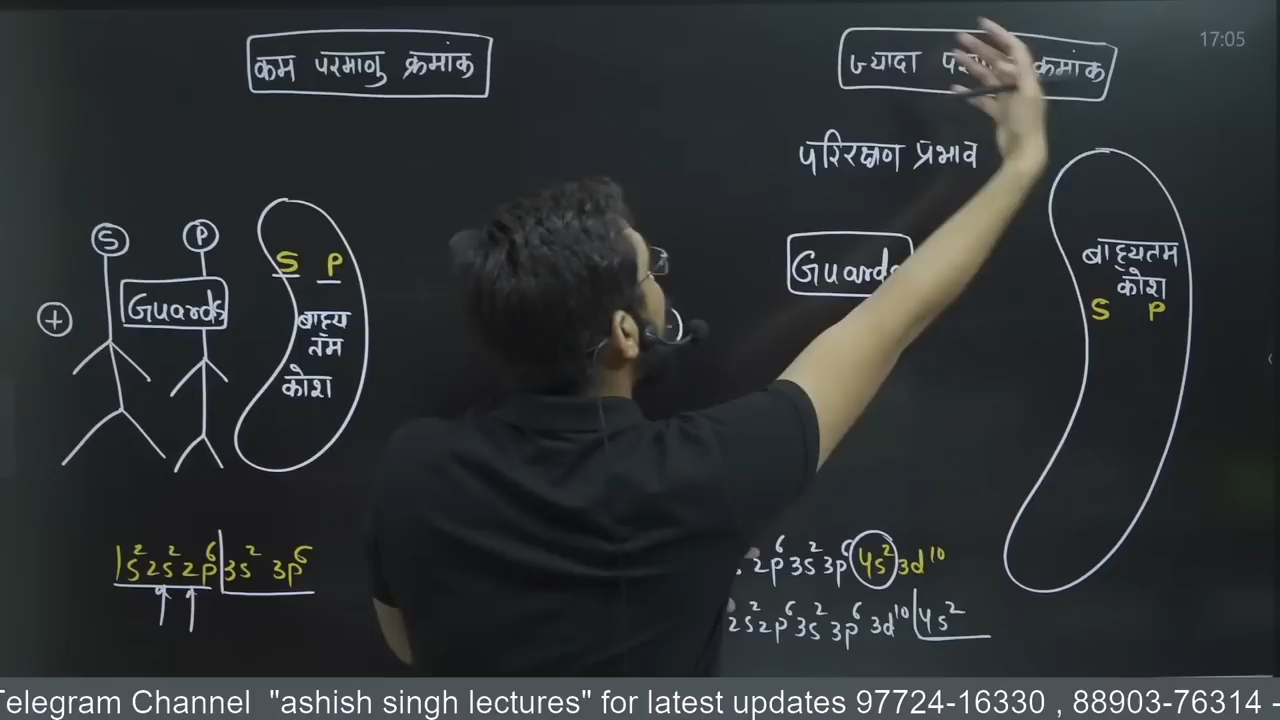 17:05
कम परमाणु क्रमांक
ज्यादा क्रमांक
परिरक्षण प्रभाव
S P
S P
Guards
+
बाह्य
तम
कोश
Guards
बाह्यतम
कोश
S P
1s² 2s² 2p⁶ 3s² 3p⁶
2p⁶ 3s² 3p⁶ 4s² 3d¹⁰
2s² 2p⁶ 3s² 3p⁶ 3d¹⁰ 4s²
Telegram Channel "ashish singh lectures" for latest updates 97724-16330 , 88903-76314 -